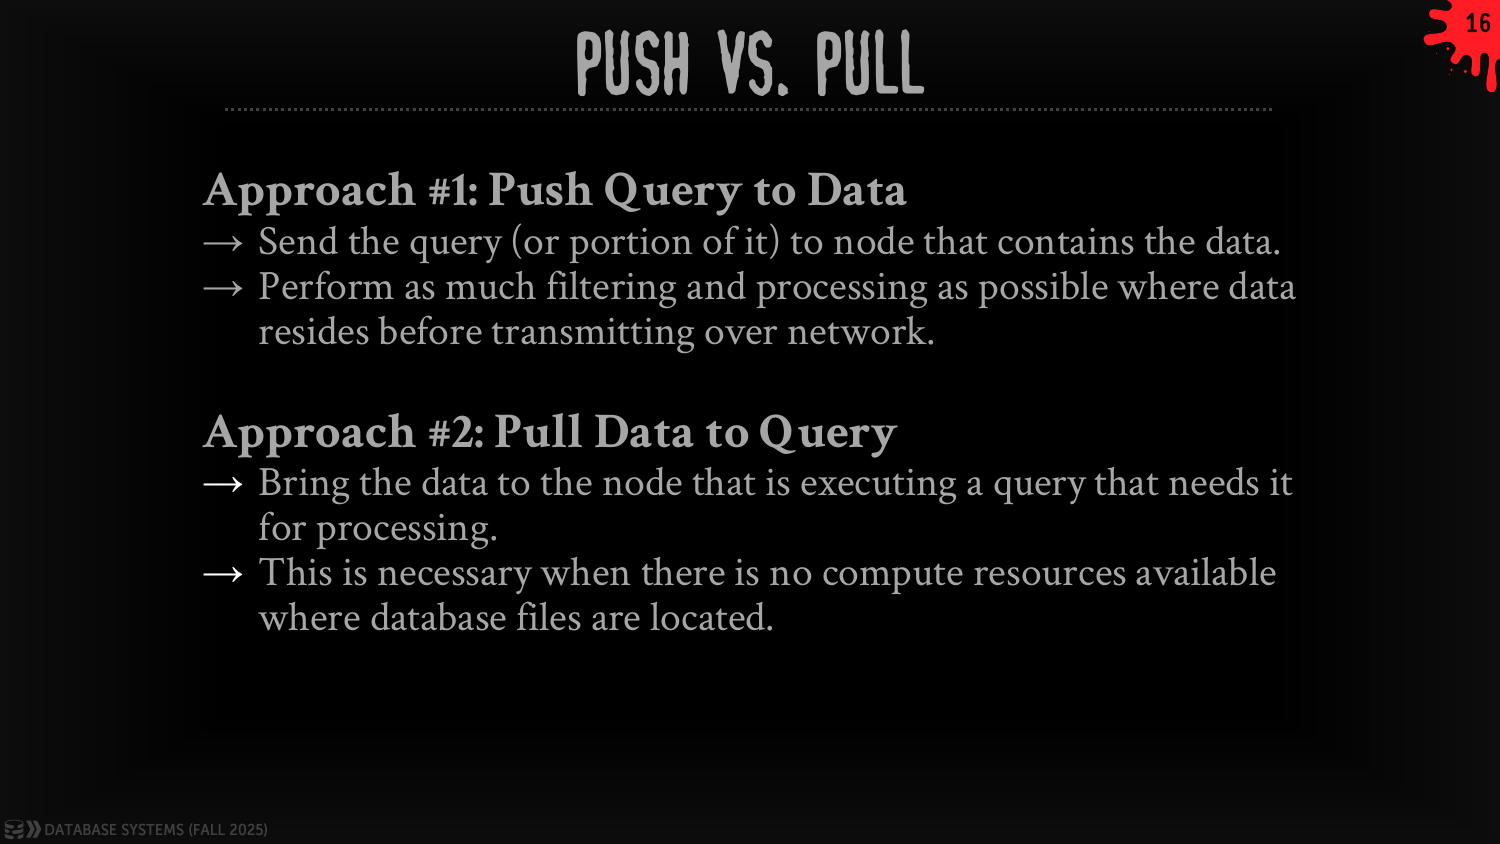 16
PUSH VS. PULL
Approach #1: Push Query to Data
→ Send the query (or portion of it) to node that contains the data.
→ Perform as much filtering and processing as possible where data
resides before transmitting over network.
Approach #2: Pull Data to Query
→ Bring the data to the node that is executing a query that needs it
for processing.
→ This is necessary when there is no compute resources available
where database files are located.
DATABASE SYSTEMS (FALL 2025)